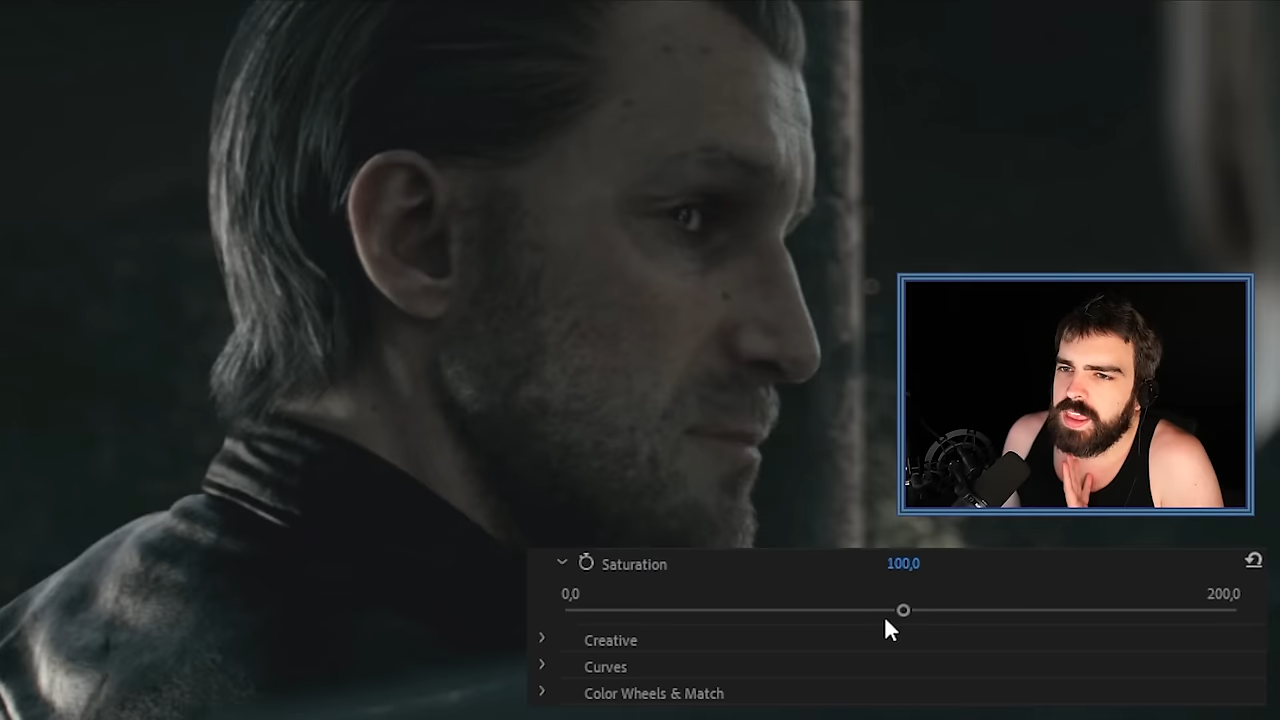 Saturation 100,0
0,0 200,0
Creative
Curves
Color Wheels & Match